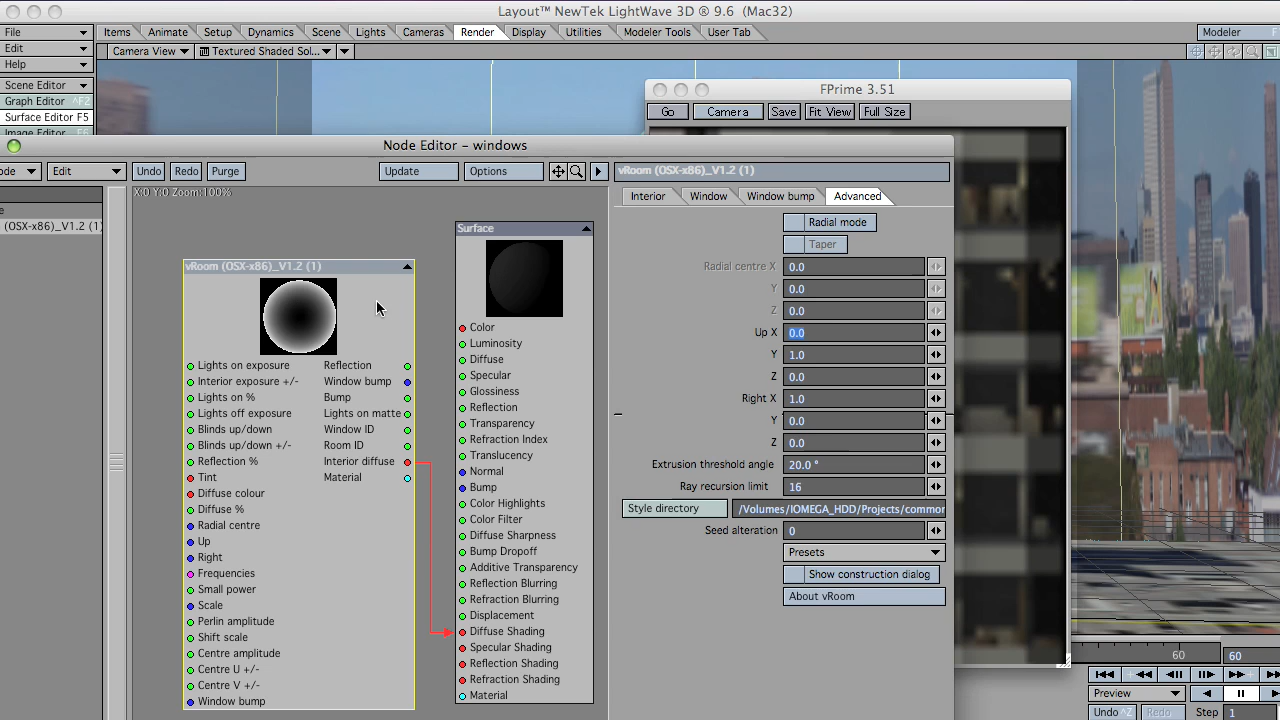 Layout™ NewTek LightWave 3D ® 9.6 (Mac32)
File
Items
Animate
Setup
Dynamics
Scene
Lights
Cameras
Render
Display
Utilities
Modeler Tools
User Tab
Modeler
Edit
Camera View
Textured Shaded Sol...
Help
Scene Editor
Graph Editor ^F2
Surface Editor F5
Image Editor F6
FPrime 3.51
Go
Camera
Save
Fit View
Full Size
Node Editor - windows
Edit
Undo
Redo
Purge
Update
Options
vRoom (OSX-x86)_V1.2 (1)
X:0 Y:0 Zoom:100%
Interior
Window
Window bump
Advanced
(OSX-x86)_V1.2 (1)
vRoom (OSX-x86)_V1.2 (1)
Lights on exposure
Interior exposure +/-
Lights on %
Lights off exposure
Blinds up/down
Blinds up/down +/-
Reflection %
Tint
Diffuse colour
Diffuse %
Radial centre
Up
Right
Frequencies
Small power
Scale
Perlin amplitude
Shift scale
Centre amplitude
Centre U +/-
Centre V +/-
Window bump
Reflection
Window bump
Bump
Lights on matte
Window ID
Room ID
Interior diffuse
Material
Surface
Color
Luminosity
Diffuse
Specular
Glossiness
Reflection
Transparency
Refraction Index
Translucency
Normal
Bump
Color Highlights
Color Filter
Diffuse Sharpness
Bump Dropoff
Additive Transparency
Reflection Blurring
Refraction Blurring
Displacement
Diffuse Shading
Specular Shading
Reflection Shading
Refraction Shading
Material
Radial mode
Taper
Radial centre X 0.0
Y 0.0
Z 0.0
Up X 0.0
Y 1.0
Z 0.0
Right X 1.0
Y 0.0
Z 0.0
Extrusion threshold angle 20.0 °
Ray recursion limit 16
Style directory /Volumes/IOMEGA_HDD/Projects/common
Seed alteration 0
Presets
Show construction dialog
About vRoom
60
60
Preview
Undo ^Z
Redo
Step 1